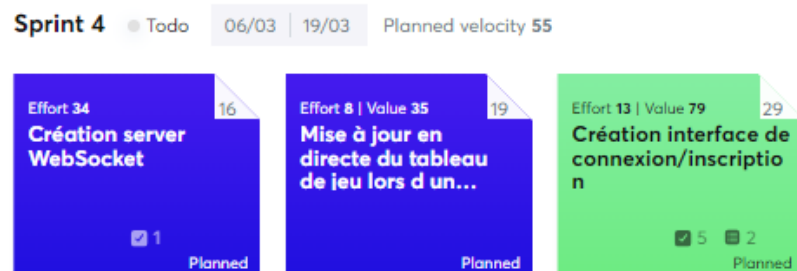 Sprint 4 Todo 06/03 19/03 Planned velocity 55
Effort 34 16
Création server
WebSocket
1
Planned
Effort 8 | Value 35 19
Mise à jour en
directe du tableau
de jeu lors d un...
Planned
Effort 13 | Value 79 29
Création interface de
connexion/inscriptio
n
5 2
Planned